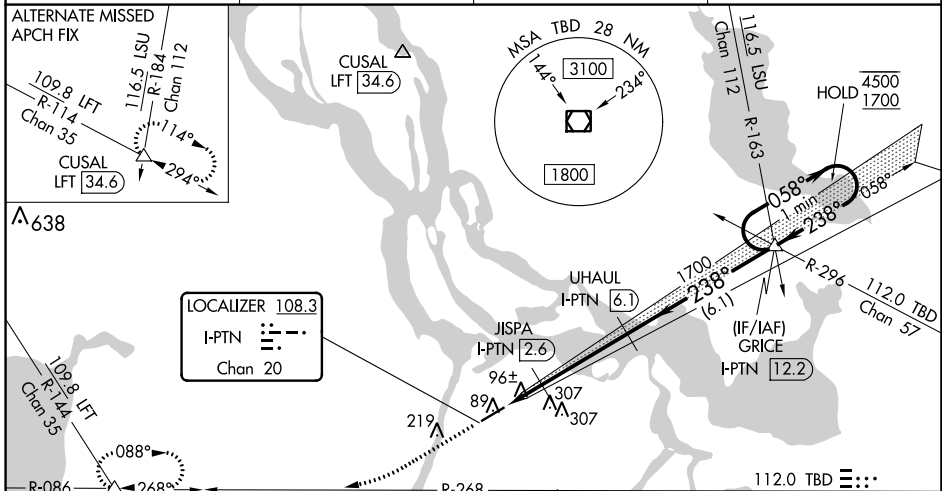 ALTERNATE MISSED
APCH FIX
109.8 LFT
R-114
Chan 35
116.5 LSU
R-184
Chan 112
114°
294°
CUSAL
LFT 34.6
638
CUSAL
LFT 34.6
MSA TBD 28 NM
144°
234°
3100
1800
116.5 LSU
Chan 112
R-163
HOLD
4500
1700
058°
1 min
238°
058°
R-296
112.0 TBD
Chan 57
1700
238°
(6.1)
UHAUL
I-PTN 6.1
(IF/IAF)
GRICE
I-PTN 12.2
JISPA
I-PTN 2.6
LOCALIZER 108.3
I-PTN
Chan 20
96±
89
307
307
219
109.8 LFT
R-144
Chan 35
088°
268°
R-086
R-268
112.0 TBD